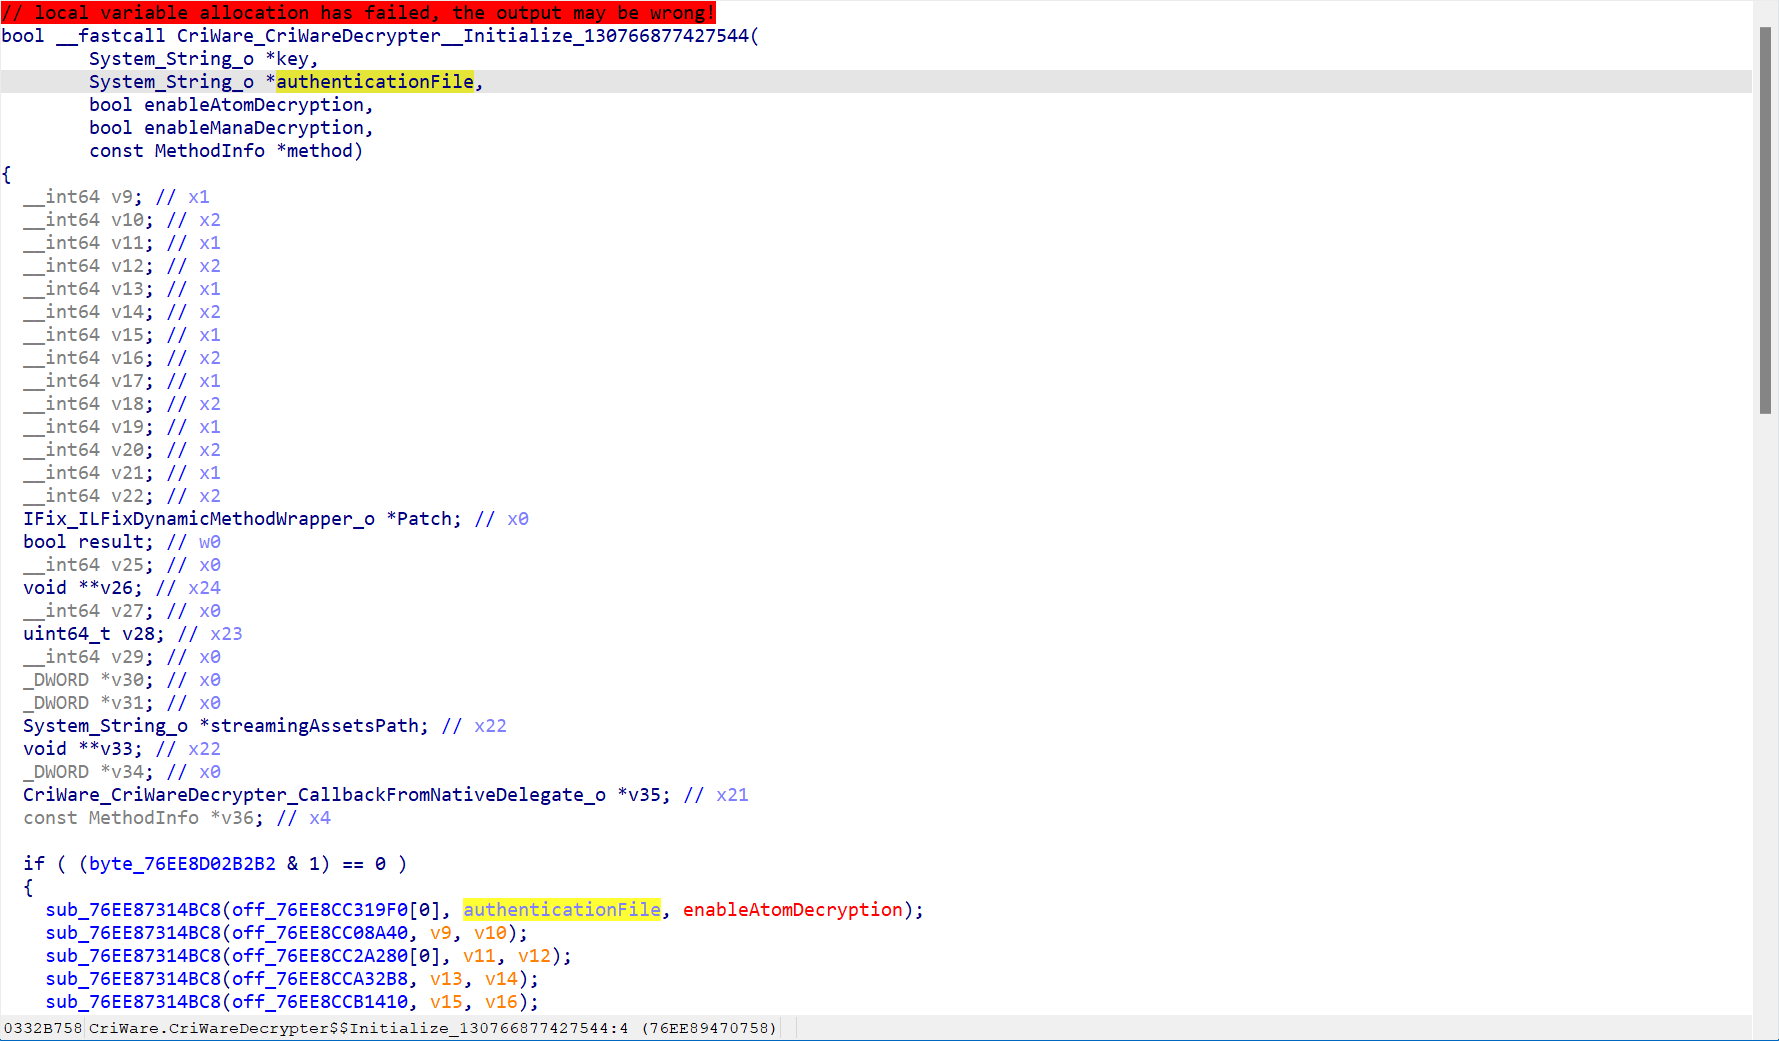 // local variable allocation has failed, the output may be wrong!
bool __fastcall CriWare_CriWareDecrypter__Initialize_130766877427544(
        System_String_o *key,
        System_String_o *authenticationFile,
        bool enableAtomDecryption,
        bool enableManaDecryption,
        const MethodInfo *method)
{
  __int64 v9; // x1
  __int64 v10; // x2
  __int64 v11; // x1
  __int64 v12; // x2
  __int64 v13; // x1
  __int64 v14; // x2
  __int64 v15; // x1
  __int64 v16; // x2
  __int64 v17; // x1
  __int64 v18; // x2
  __int64 v19; // x1
  __int64 v20; // x2
  __int64 v21; // x1
  __int64 v22; // x2
  IFix_ILFixDynamicMethodWrapper_o *Patch; // x0
  bool result; // w0
  __int64 v25; // x0
  void **v26; // x24
  __int64 v27; // x0
  uint64_t v28; // x23
  __int64 v29; // x0
  _DWORD *v30; // x0
  _DWORD *v31; // x0
  System_String_o *streamingAssetsPath; // x22
  void **v33; // x22
  _DWORD *v34; // x0
  CriWare_CriWareDecrypter_CallbackFromNativeDelegate_o *v35; // x21
  const MethodInfo *v36; // x4

  if ( (byte_76EE8D02B2B2 & 1) == 0 )
  {
    sub_76EE87314BC8(off_76EE8CC319F0[0], authenticationFile, enableAtomDecryption);
    sub_76EE87314BC8(off_76EE8CC08A40, v9, v10);
    sub_76EE87314BC8(off_76EE8CC2A280[0], v11, v12);
    sub_76EE87314BC8(off_76EE8CCA32B8, v13, v14);
    sub_76EE87314BC8(off_76EE8CCB1410, v15, v16);
0332B758 CriWare.CriWareDecrypter$$Initialize_130766877427544:4 (76EE89470758)